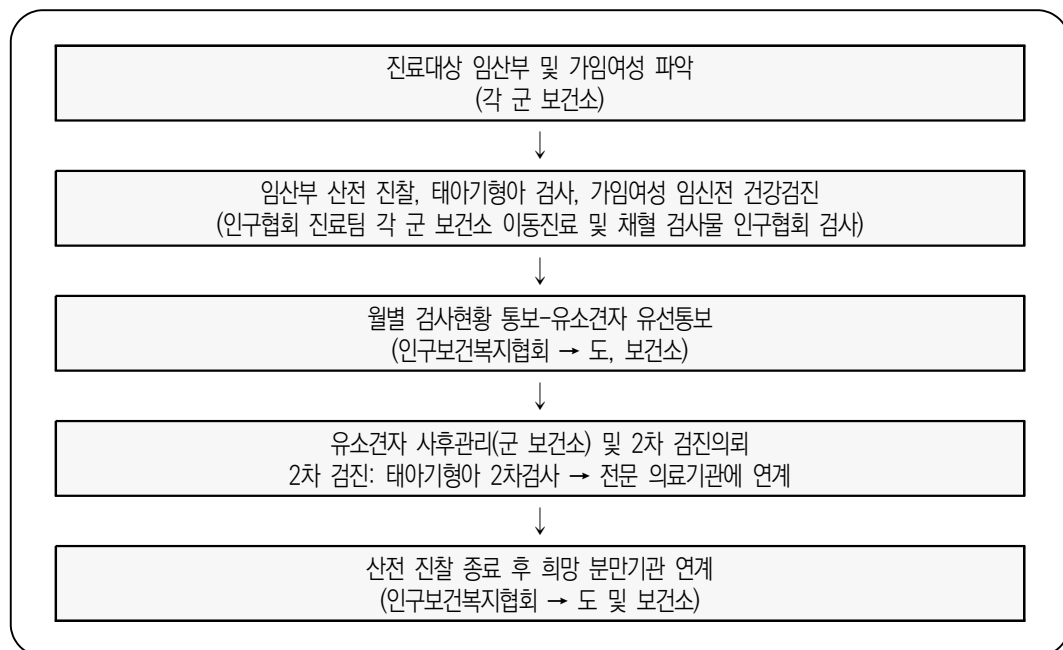 진료대상 임산부 및 가임여성 파악
(각 군 보건소)
↓
임산부 산전 진찰, 태아기형아 검사, 가임여성 임신전 건강검진
(인구협회 진료팀 각 군 보건소 이동진료 및 채혈 검사물 인구협회 검사)
↓
월별 검사현황 통보-유소견자 유선통보
(인구보건복지협회 → 도, 보건소)
↓
유소견자 사후관리(군 보건소) 및 2차 검진의뢰
2차 검진: 태아기형아 2차검사 → 전문 의료기관에 연계
↓
산전 진찰 종료 후 희망 분만기관 연계
(인구보건복지협회 → 도 및 보건소)